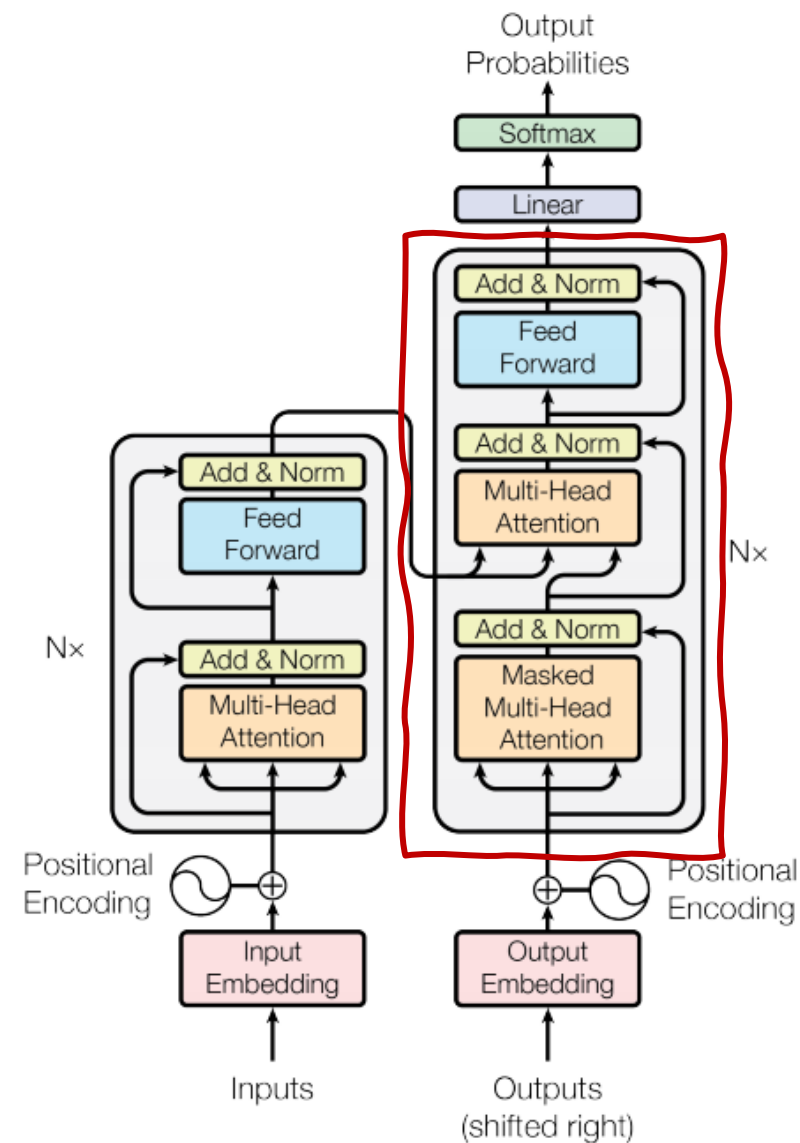 Output
Probabilities
Softmax
Linear
Add & Norm
Feed
Forward
Add & Norm
Multi-Head
Attention
Nx
Add & Norm
Masked
Multi-Head
Attention
Add & Norm
Feed
Forward
Nx
Add & Norm
Multi-Head
Attention
Positional
Encoding
Positional
Encoding
Input
Embedding
Output
Embedding
Inputs
Outputs
(shifted right)